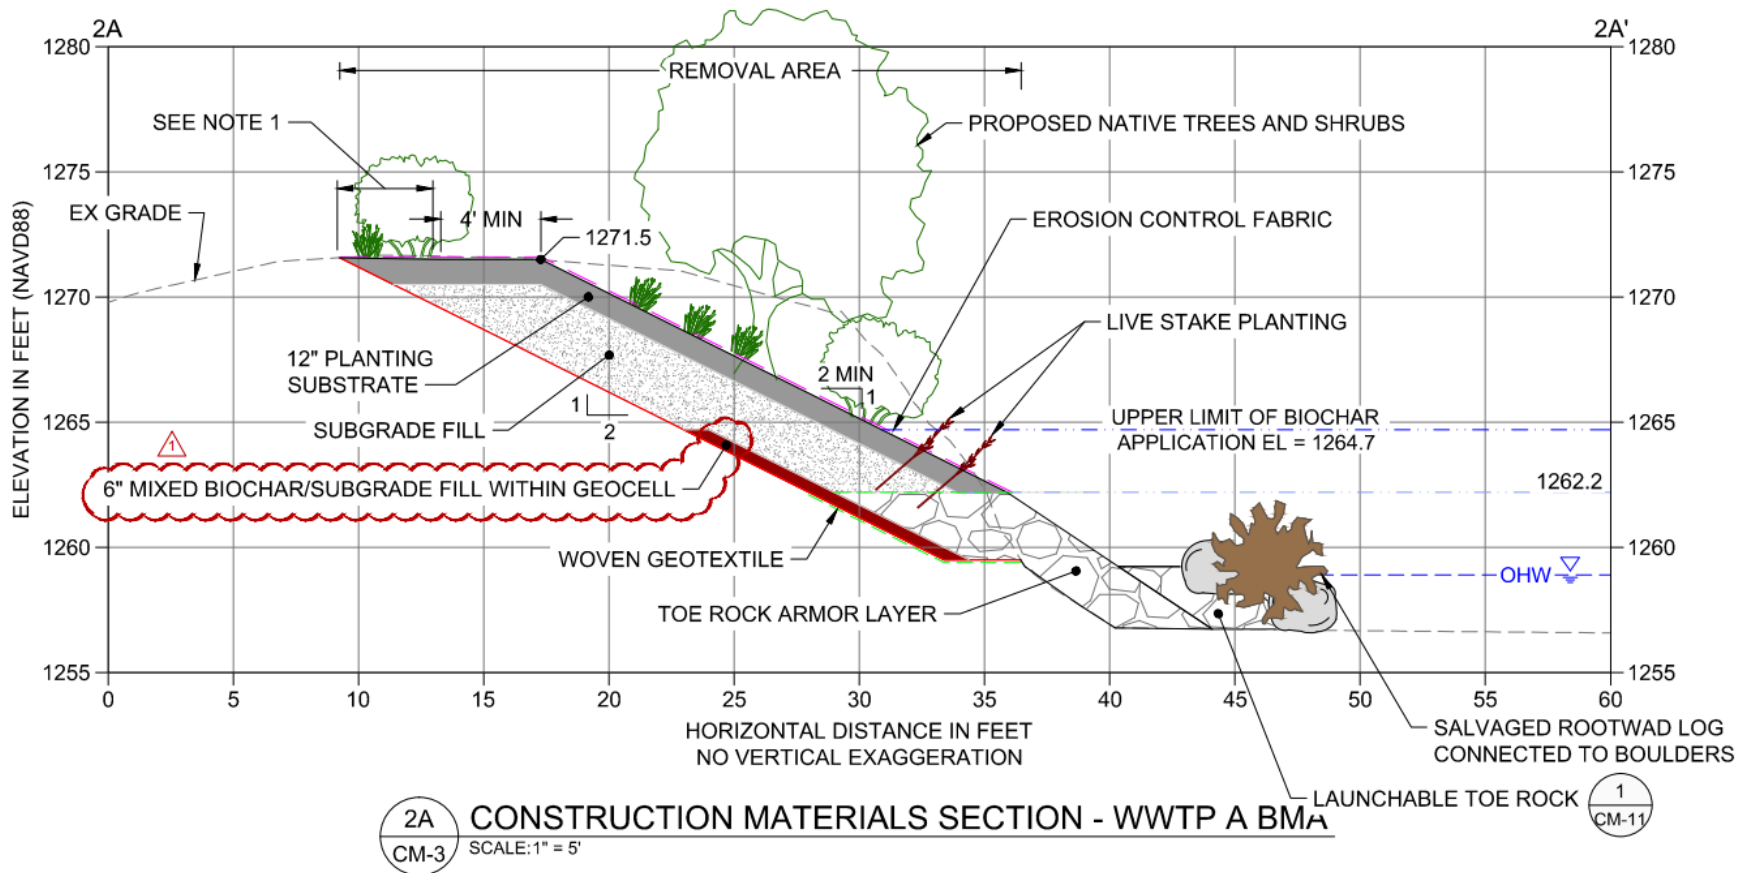 2A
2A'
1280
1280
REMOVAL AREA
SEE NOTE 1
PROPOSED NATIVE TREES AND SHRUBS
1275
1275
EX GRADE
4' MIN
EROSION CONTROL FABRIC
1271.5
1270
1270
LIVE STAKE PLANTING
12" PLANTING
SUBSTRATE
2 MIN
1
1
2
SUBGRADE FILL
1265
1265
UPPER LIMIT OF BIOCHAR
APPLICATION EL = 1264.7
1
6" MIXED BIOCHAR/SUBGRADE FILL WITHIN GEOCELL
1262.2
WOVEN GEOTEXTILE
1260
1260
OHW
TOE ROCK ARMOR LAYER
1255
1255
0 5 10 15 20 25 30 35 40 45 50 55 60
ELEVATION IN FEET (NAVD88)
HORIZONTAL DISTANCE IN FEET
NO VERTICAL EXAGGERATION
SALVAGED ROOTWAD LOG
CONNECTED TO BOULDERS
LAUNCHABLE TOE ROCK
1
CM-11
2A
CM-3
CONSTRUCTION MATERIALS SECTION - WWTP A BMA
SCALE:1" = 5'